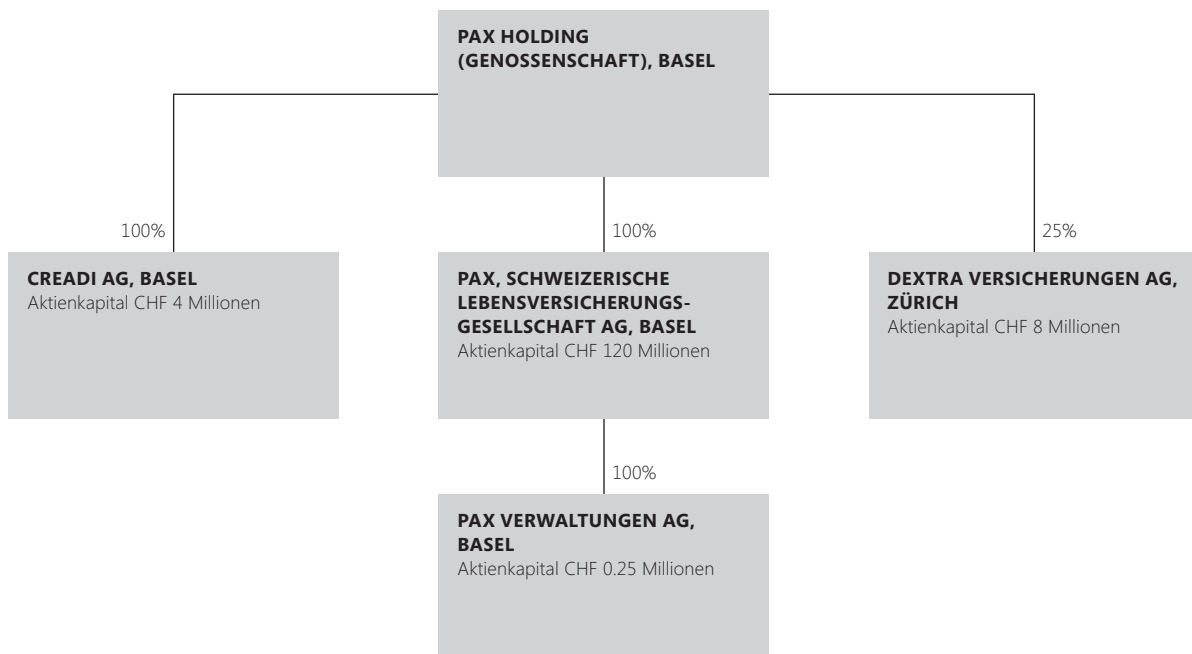 PAX HOLDING
(GENOSSENSCHAFT), BASEL
100%
100%
25%
CREADI AG, BASEL
Aktienkapital CHF 4 Millionen
PAX, SCHWEIZERISCHE
LEBENSVERSICHERUNGS-
GESELLSCHAFT AG, BASEL
Aktienkapital CHF 120 Millionen
DEXTRA VERSICHERUNGEN AG,
ZÜRICH
Aktienkapital CHF 8 Millionen
100%
PAX VERWALTUNGEN AG,
BASEL
Aktienkapital CHF 0.25 Millionen